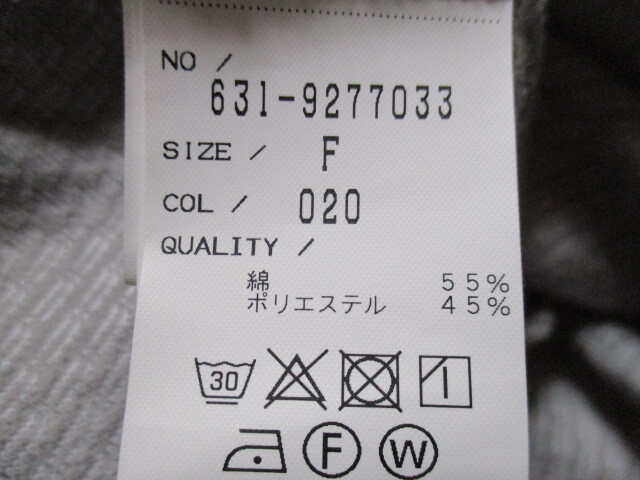 NO /
631-9277033
SIZE / F
COL / 020
QUALITY /
綿 55%
ポリエステル 45%
30
F W